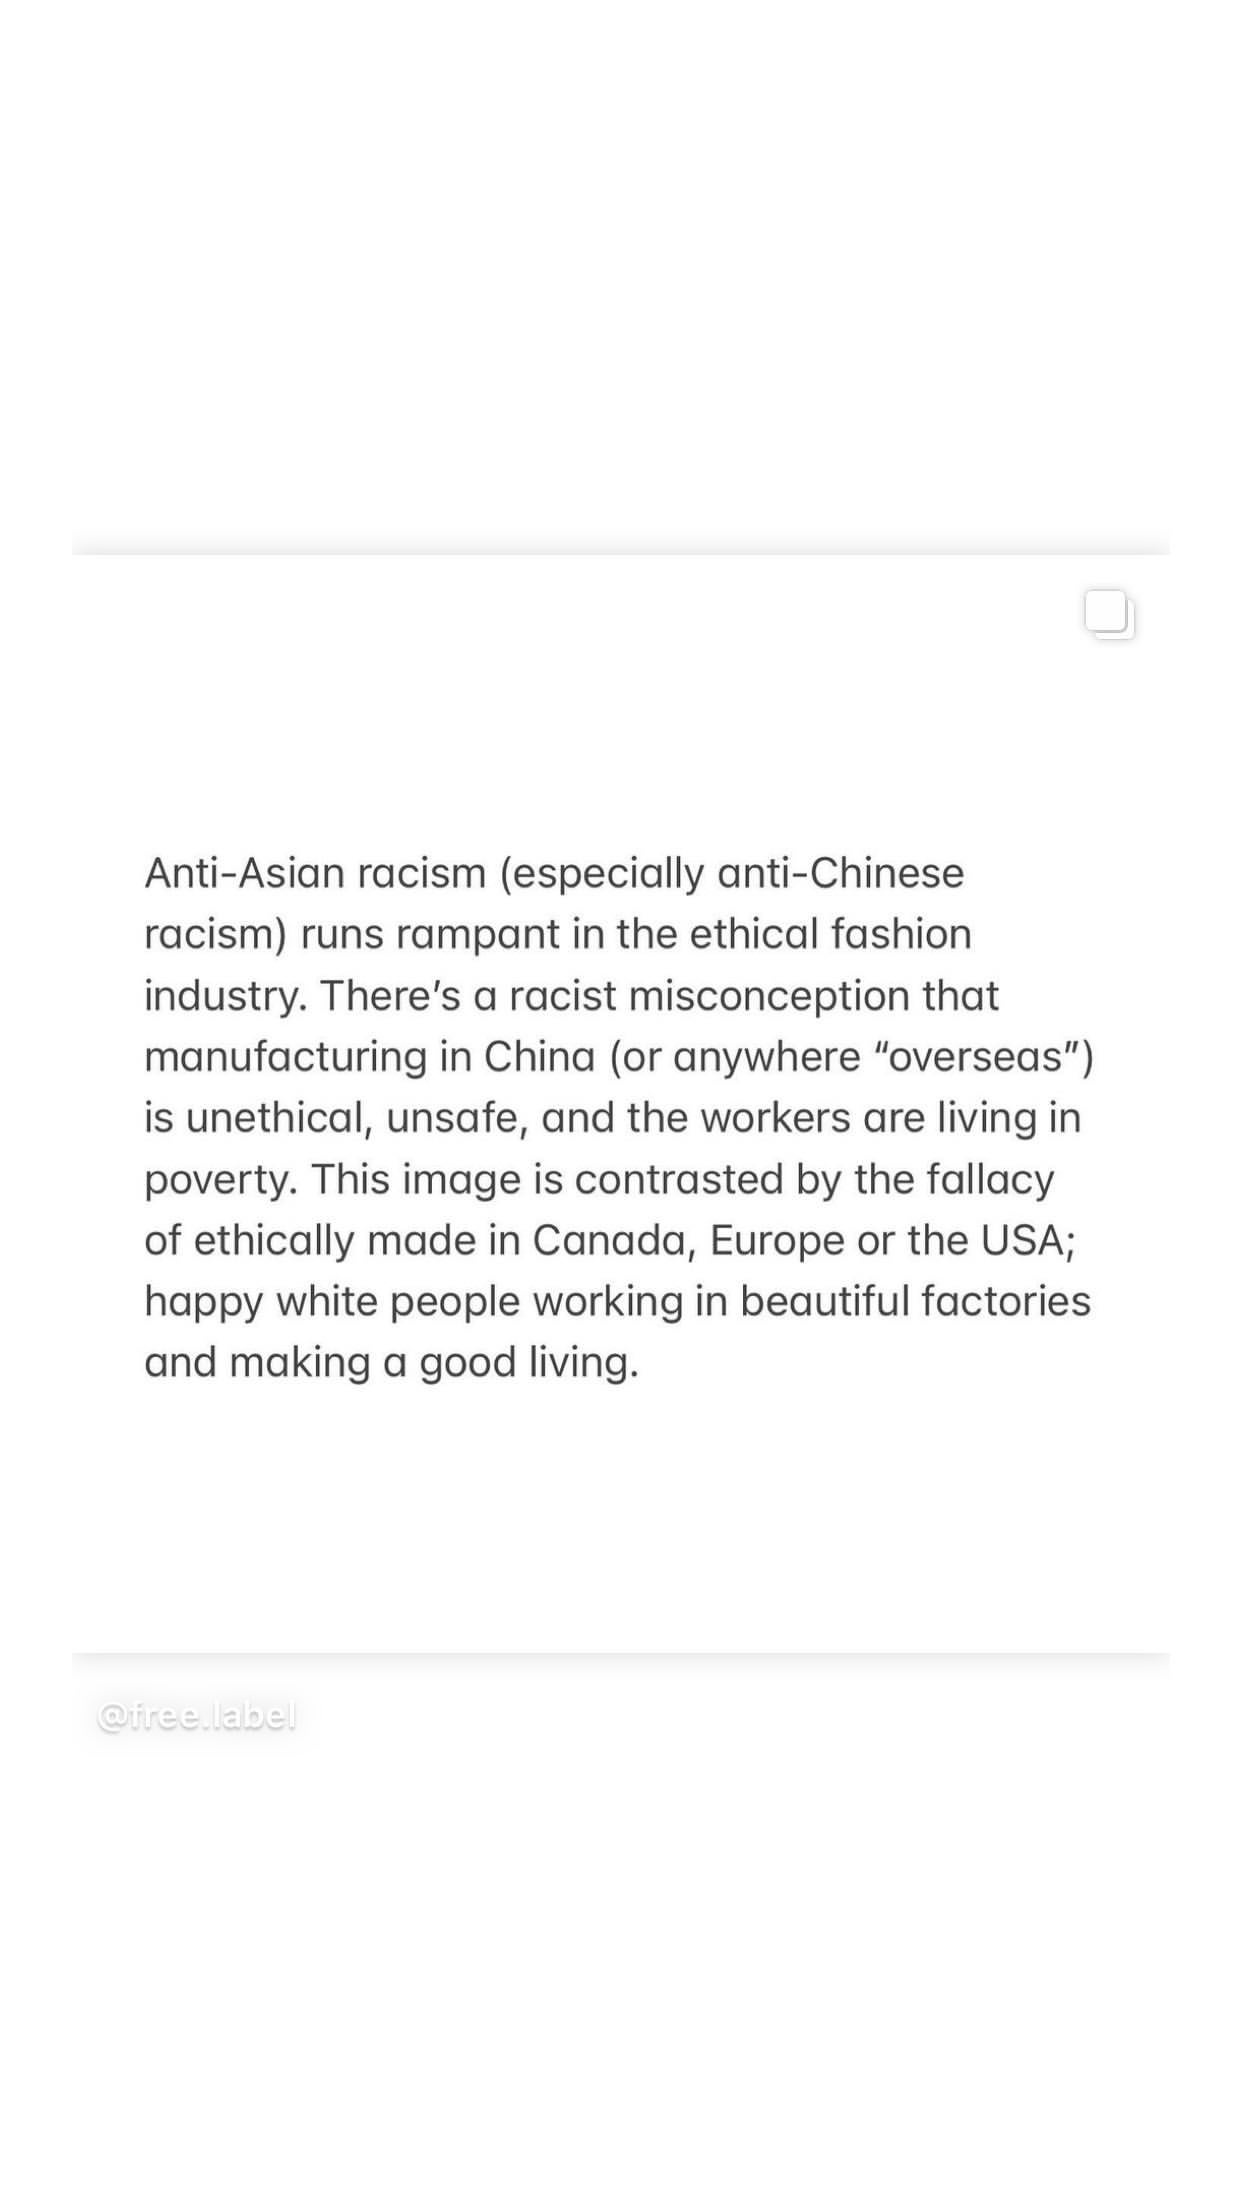 Anti-Asian racism (especially anti-Chinese
racism) runs rampant in the ethical fashion
industry. There’s a racist misconception that
manufacturing in China (or anywhere “overseas”)
is unethical, unsafe, and the workers are living in
poverty. This image is contrasted by the fallacy
of ethically made in Canada, Europe or the USA;
happy white people working in beautiful factories
and making a good living.
@free.label